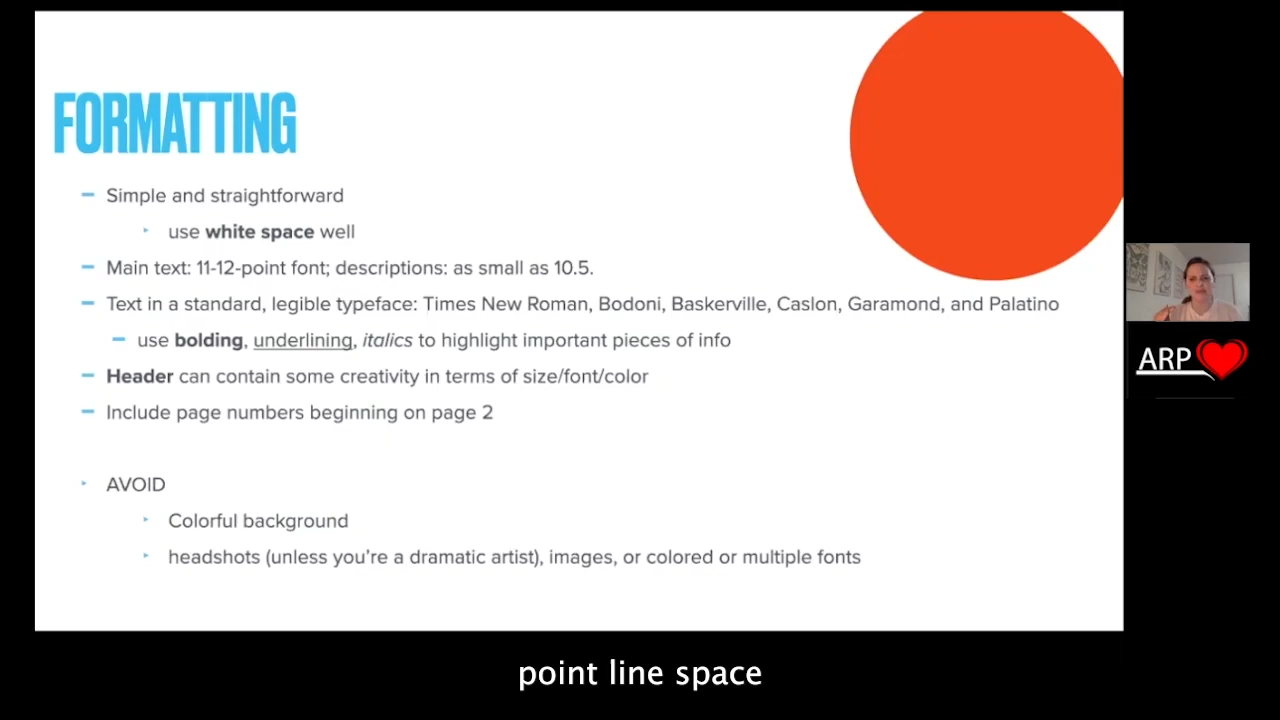 FORMATTING
Simple and straightforward
use white space well
Main text: 11-12-point font; descriptions: as small as 10.5.
Text in a standard, legible typeface: Times New Roman, Bodoni, Baskerville, Caslon, Garamond, and Palatino
use bolding, underlining, italics to highlight important pieces of info
Header can contain some creativity in terms of size/font/color
Include page numbers beginning on page 2
AVOID
Colorful background
headshots (unless you're a dramatic artist), images, or colored or multiple fonts
ARP
point line space